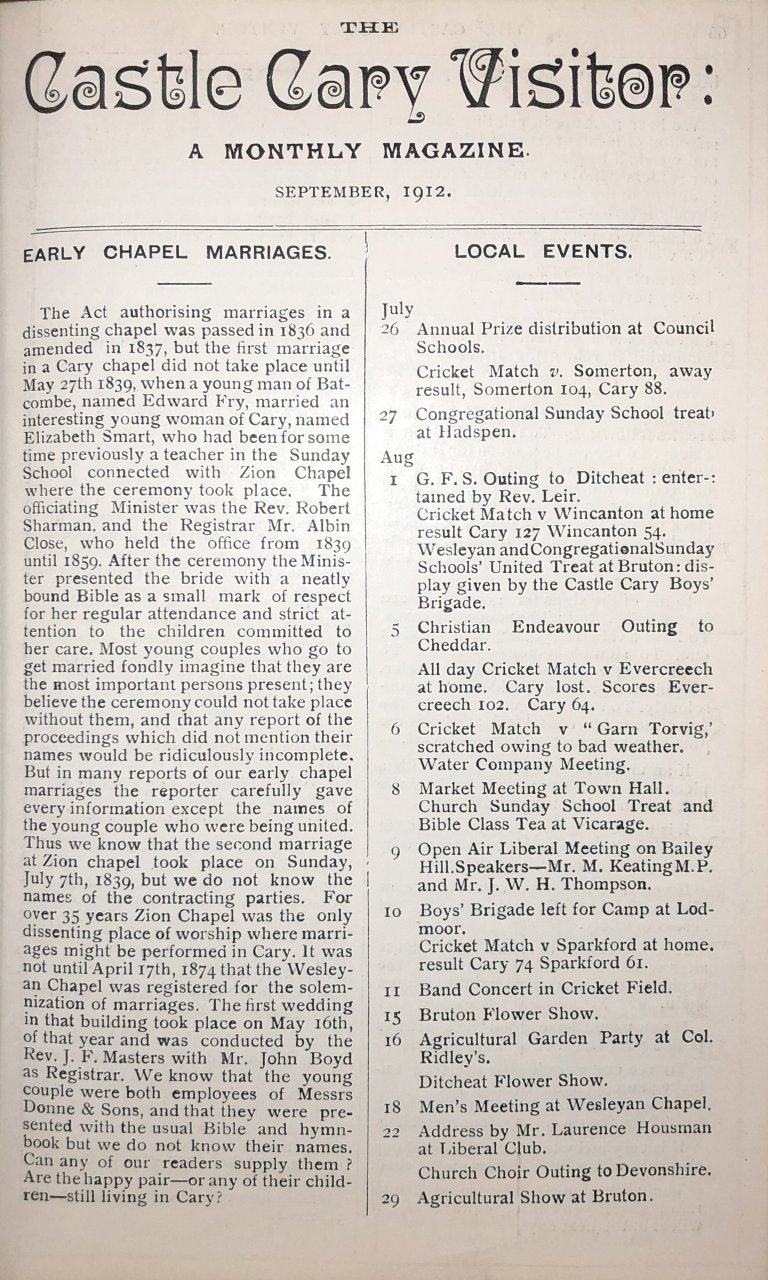 THE
Castle Cary Visitor:
A MONTHLY MAGAZINE.
SEPTEMBER, 1912.
EARLY CHAPEL MARRIAGES.
The Act authorising marriages in a
dissenting chapel was passed in 1836 and
amended in 1837, but the first marriage
in a Cary chapel did not take place until
May 27th 1839, when a young man of Bat-
combe, named Edward Fry, married an
interesting young woman of Cary, named
Elizabeth Smart, who had been for some
time previously a teacher in the Sunday
School connected with Zion Chapel
where the ceremony took place. The
officiating Minister was the Rev. Robert
Sharman. and the Registrar Mr. Albin
Close, who held the office from 1839
until 1859. After the ceremony the Minis-
ter presented the bride with a neatly
bound Bible as a small mark of respect
for her regular attendance and strict at-
tention to the children committed to
her care. Most young couples who go to
get married fondly imagine that they are
the most important persons present; they
believe the ceremony could not take place
without them, and that any report of the
proceedings which did not mention their
names would be ridiculously incomplete.
But in many reports of our early chapel
marriages the reporter carefully gave
every information except the names of
the young couple who were being united.
Thus we know that the second marriage
at Zion chapel took place on Sunday,
July 7th, 1839, but we do not know the
names of the contracting parties. For
over 35 years Zion Chapel was the only
dissenting place of worship where marri-
ages might be performed in Cary. It was
not until April 17th, 1874 that the Wesley-
an Chapel was registered for the solem-
nization of marriages. The first wedding
in that building took place on May 16th,
of that year and was conducted by the
Rev. J. F. Masters with Mr. John Boyd
as Registrar. We know that the young
couple were both employees of Messrs
Donne & Sons, and that they were pre-
sented with the usual Bible and hymn-
book but we do not know their names.
Can any of our readers supply them ?
Are the happy pair—or any of their child-
ren—still living in Cary?
LOCAL EVENTS.
July
26 Annual Prize distribution at Council
Schools.
Cricket Match v. Somerton, away
result, Somerton 104, Cary 88.
27 Congregational Sunday School treat,
at Hadspen.
Aug
1 G. F. S. Outing to Ditcheat : enter-:
tained by Rev. Leir.
Cricket Match v Wincanton at home
result Cary 127 Wincanton 54.
Wesleyan and Congregational Sunday
Schools' United Treat at Bruton: dis-
play given by the Castle Cary Boys'
Brigade.
5 Christian Endeavour Outing to
Cheddar.
All day Cricket Match v Evercreech
at home. Cary lost. Scores Ever-
creech 102. Cary 64.
6 Cricket Match v " Garn Torvig,'
scratched owing to bad weather.
Water Company Meeting.
8 Market Meeting at Town Hall.
Church Sunday School Treat and
Bible Class Tea at Vicarage.
9 Open Air Liberal Meeting on Bailey
Hill. Speakers—Mr. M. Keating M.P.
and Mr. J. W. H. Thompson.
10 Boys' Brigade left for Camp at Lod-
moor.
Cricket Match v Sparkford at home.
result Cary 74 Sparkford 61.
11 Band Concert in Cricket Field.
15 Bruton Flower Show.
16 Agricultural Garden Party at Col.
Ridley's.
Ditcheat Flower Show.
18 Men's Meeting at Wesleyan Chapel.
22 Address by Mr. Laurence Housman
at Liberal Club.
Church Choir Outing to Devonshire.
29 Agricultural Show at Bruton.